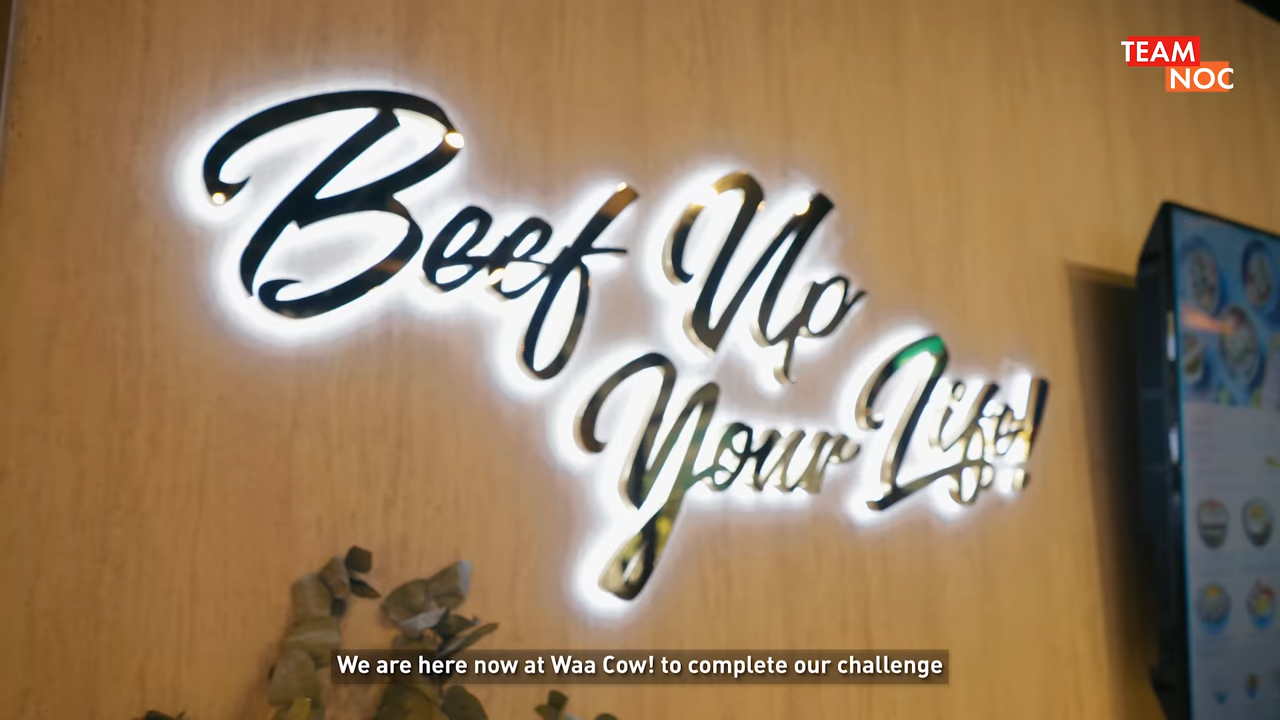 TEAM
NOC
Beef Up
Your Life!
We are here now at Waa Cow! to complete our challenge